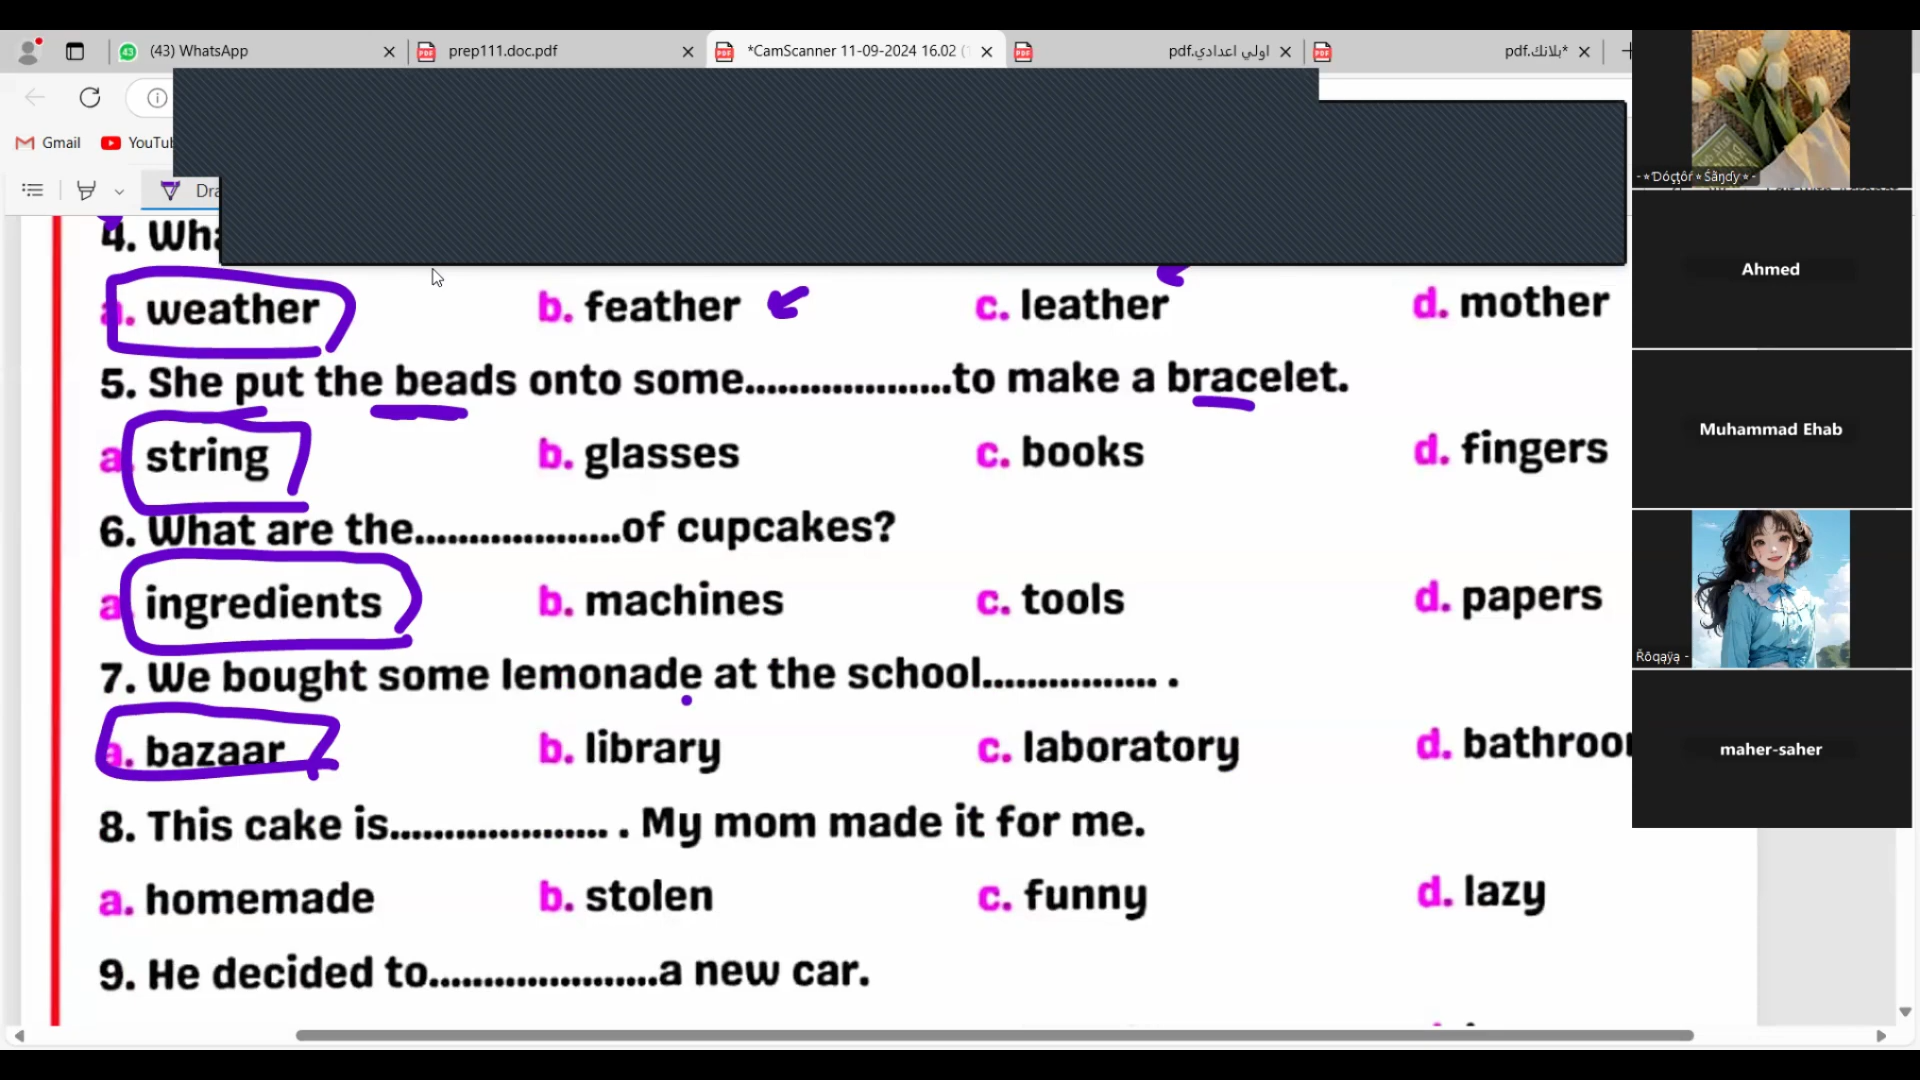 (43) WhatsApp
prep111.doc.pdf
*CamScanner 11-09-2024 16.02
اولي اعدادي.pdf
*بلانك.pdf
Gmail
4.
a. weather b. feather c. leather d. mother
5. She put the beads onto some...................to make a bracelet.
a. string b. glasses c. books d. fingers
6. What are the...................of cupcakes?
a. ingredients b. machines c. tools d. papers
7. We bought some lemonade at the school................ .
a. bazaar b. library c. laboratory d.
8. This cake is.................... . My mom made it for me.
a. homemade b. stolen c. funny d. lazy
9. He decided to.....................a new car.
Ahmed
Muhammad Ehab
maher-saher